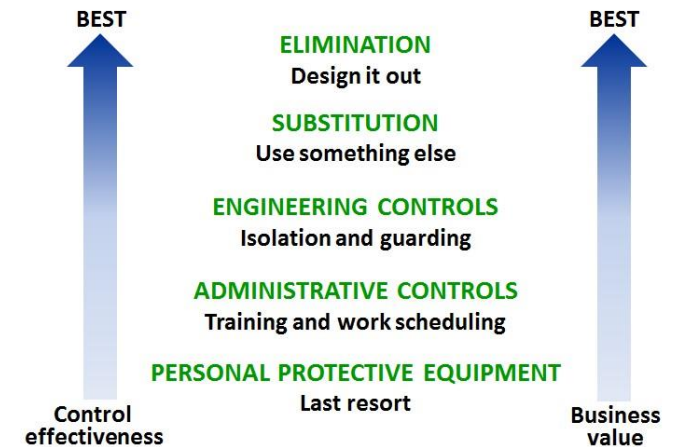 BEST
BEST
ELIMINATION
Design it out
SUBSTITUTION
Use something else
ENGINEERING CONTROLS
Isolation and guarding
ADMINISTRATIVE CONTROLS
Training and work scheduling
PERSONAL PROTECTIVE EQUIPMENT
Last resort
Control
effectiveness
Business
value